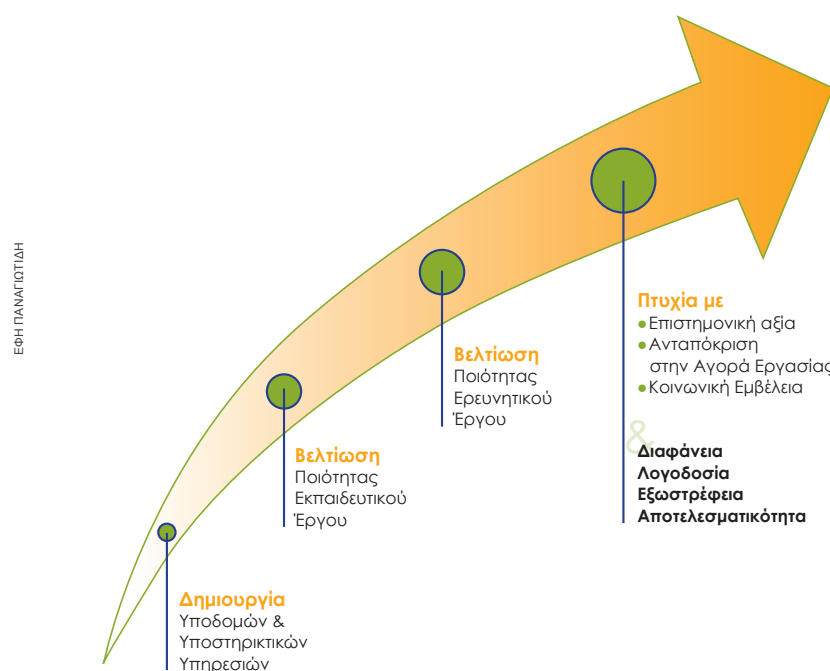 ΕΦΗ ΠΑΝΑΓΙΩΤΙΔΗ
Δημιουργία
Υποδομών &
Υποστηρικτικών
Υπηρεσιών
Βελτίωση
Ποιότητας
Εκπαιδευτικού
Έργου
Βελτίωση
Ποιότητας
Ερευνητικού
Έργου
Πτυχία με
● Επιστημονική αξία
● Ανταπόκριση
στην Αγορά Εργασίας
● Κοινωνική Εμβέλεια
&
Διαφάνεια
Λογοδοσία
Εξωστρέφεια
Αποτελεσματικότητα